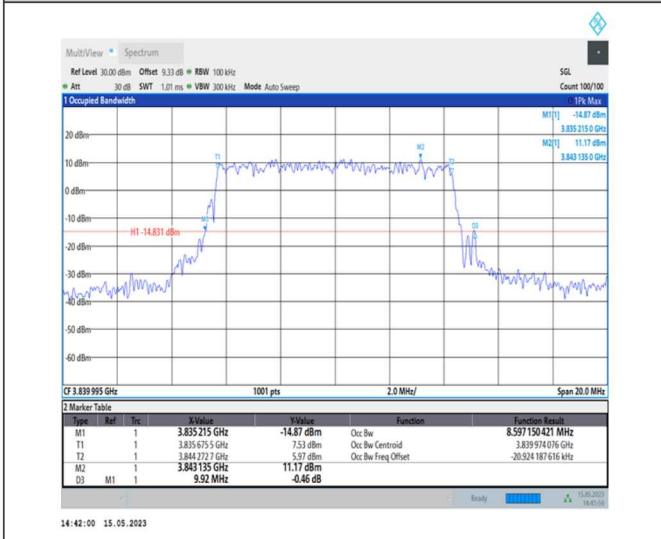 MultiView Spectrum
Ref Level 30.00 dBm Offset 9.33 dB RBW 100 kHz SGL
Att 30 dB SWT 1.01 ms VBW 300 kHz Mode Auto Sweep Count 100/100
1 Occupied Bandwidth 1Pk Max
M1[1] -14.87 dBm
3.835 215 0 GHz
M2[1] 11.17 dBm
3.843 135 0 GHz
20 dBm
M2
T1 T2
10 dBm
0 dBm
-10 dBm
M1 D3
H1 -14.831 dBm
-20 dBm
-30 dBm
-40 dBm
-50 dBm
-60 dBm
CF 3.839 995 GHz 1001 pts 2.0 MHz/ Span 20.0 MHz
2 Marker Table
Type Ref Trc X-Value Y-Value Function Function Result
M1 1 3.835 215 GHz -14.87 dBm Occ Bw 8.597 150 421 MHz
T1 1 3.835 675 5 GHz 7.53 dBm Occ Bw Centroid 3.839 974 076 GHz
T2 1 3.844 272 7 GHz 5.97 dBm Occ Bw Freq Offset -20.924 187 616 kHz
M2 1 3.843 135 GHz 11.17 dBm
D3 M1 1 9.92 MHz -0.46 dB
Ready 15.05.2023
14:41:58
14:42:00 15.05.2023